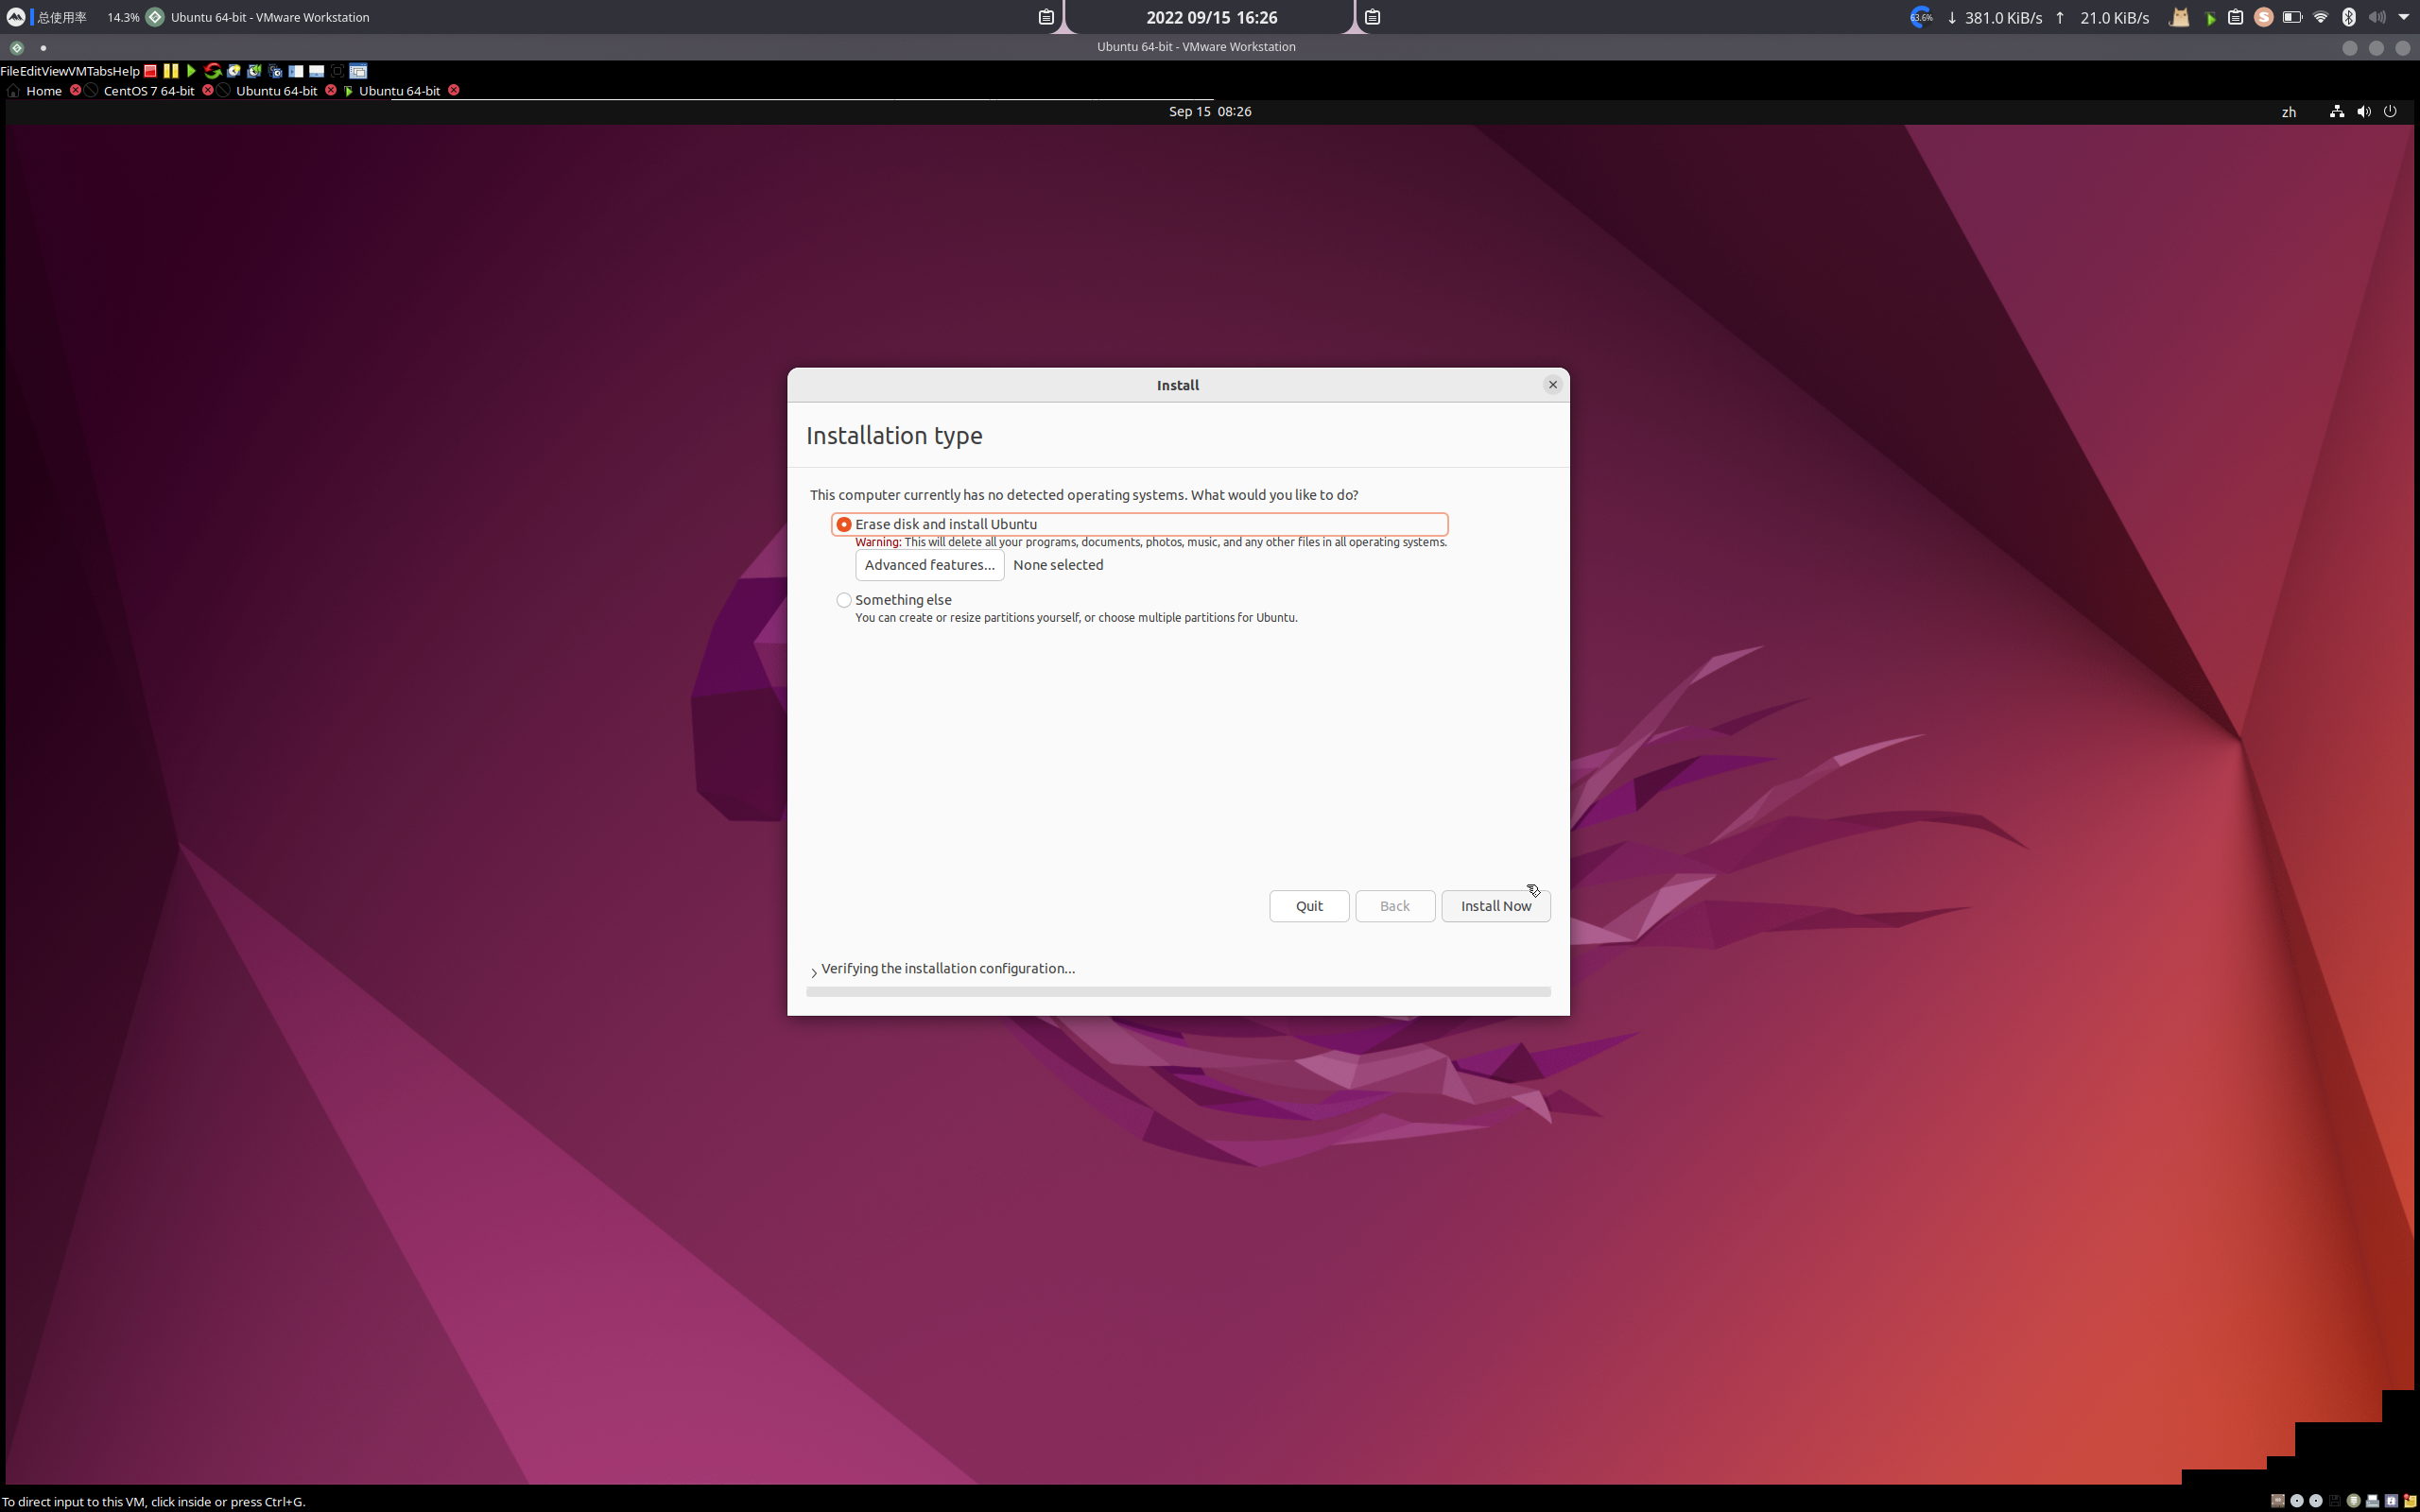 总使用率 14.3% Ubuntu 64-bit - VMware Workstation 2022 09/15 16:26 63.6% ↓ 381.0 KiB/s ↑ 21.0 KiB/s S
Ubuntu 64-bit - VMware Workstation
FileEditViewVMTabsHelp
Home CentOS 7 64-bit Ubuntu 64-bit Ubuntu 64-bit
Sep 15 08:26 zh
Install
Installation type
This computer currently has no detected operating systems. What would you like to do?
Erase disk and install Ubuntu
Warning: This will delete all your programs, documents, photos, music, and any other files in all operating systems.
Advanced features... None selected
Something else
You can create or resize partitions yourself, or choose multiple partitions for Ubuntu.
Quit Back Install Now
Verifying the installation configuration...
To direct input to this VM, click inside or press Ctrl+G.